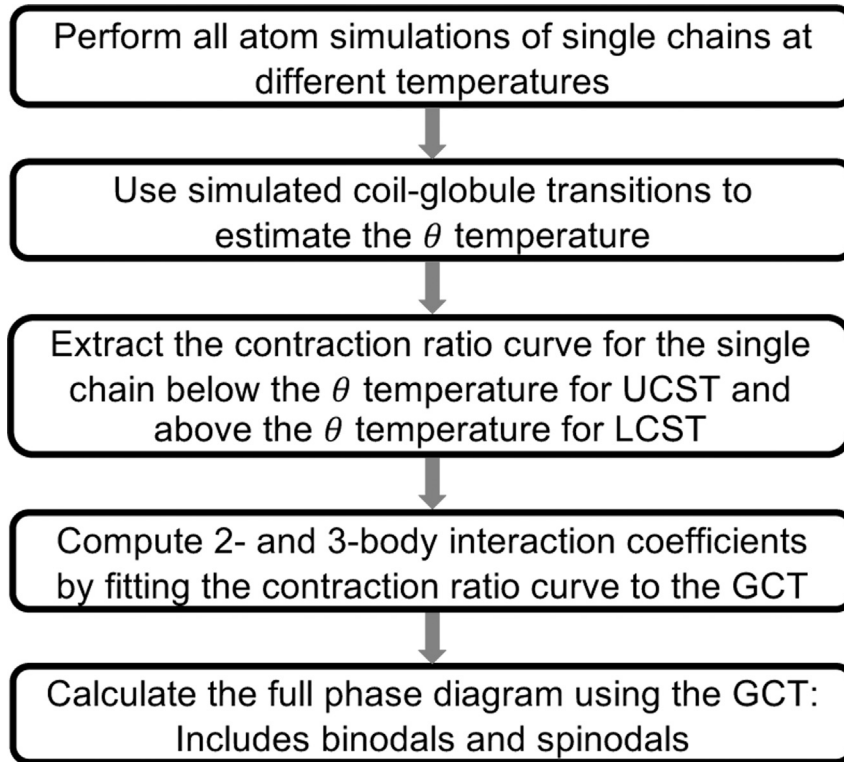 Perform all atom simulations of single chains at
different temperatures
Use simulated coil-globule transitions to
estimate the θ temperature
Extract the contraction ratio curve for the single
chain below the θ temperature for UCST and
above the θ temperature for LCST
Compute 2- and 3-body interaction coefficients
by fitting the contraction ratio curve to the GCT
Calculate the full phase diagram using the GCT:
Includes binodals and spinodals